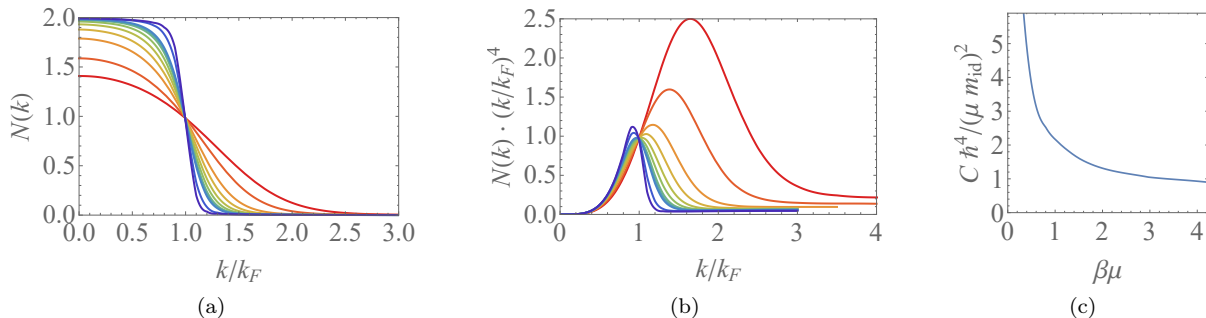 2.0
1.5
1.0
0.5
0.0
N(k)
0.0 0.5 1.0 1.5 2.0 2.5 3.0
k/k_F
(a)
2.5
2.0
1.5
1.0
0.5
0.0
N(k) · (k/k_F)^4
0 1 2 3 4
k/k_F
(b)
5
4
3
2
1
0
C ℏ^4/(μ m_id)^2
0 1 2 3 4
βμ
(c)